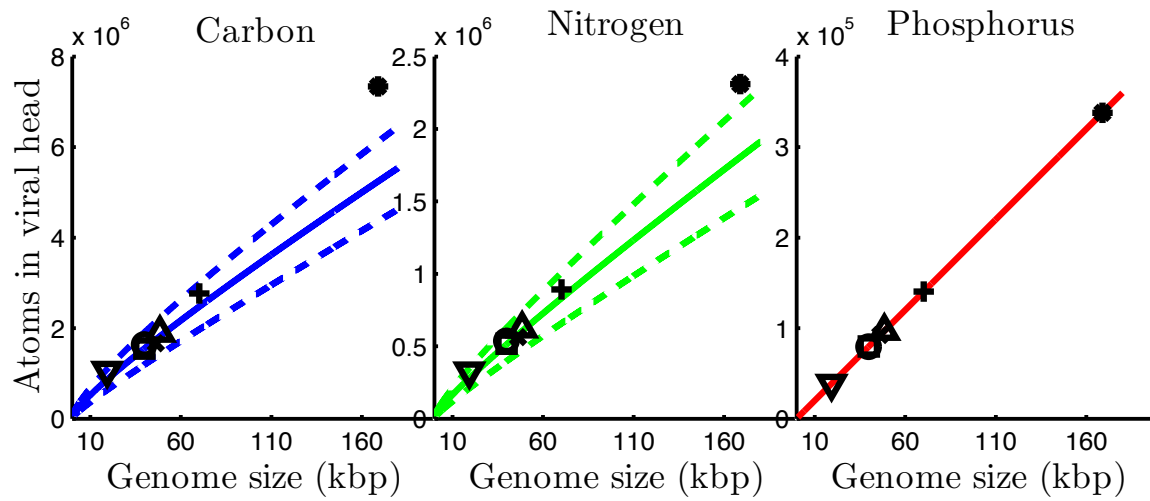 Carbon
Nitrogen
Phosphorus
x 10^6
x 10^6
x 10^5
Atoms in viral head
8
6
4
2
0
2.5
2
1.5
1
0.5
0
4
3
2
1
0
10 60 110 160
10 60 110 160
10 60 110 160
Genome size (kbp)
Genome size (kbp)
Genome size (kbp)